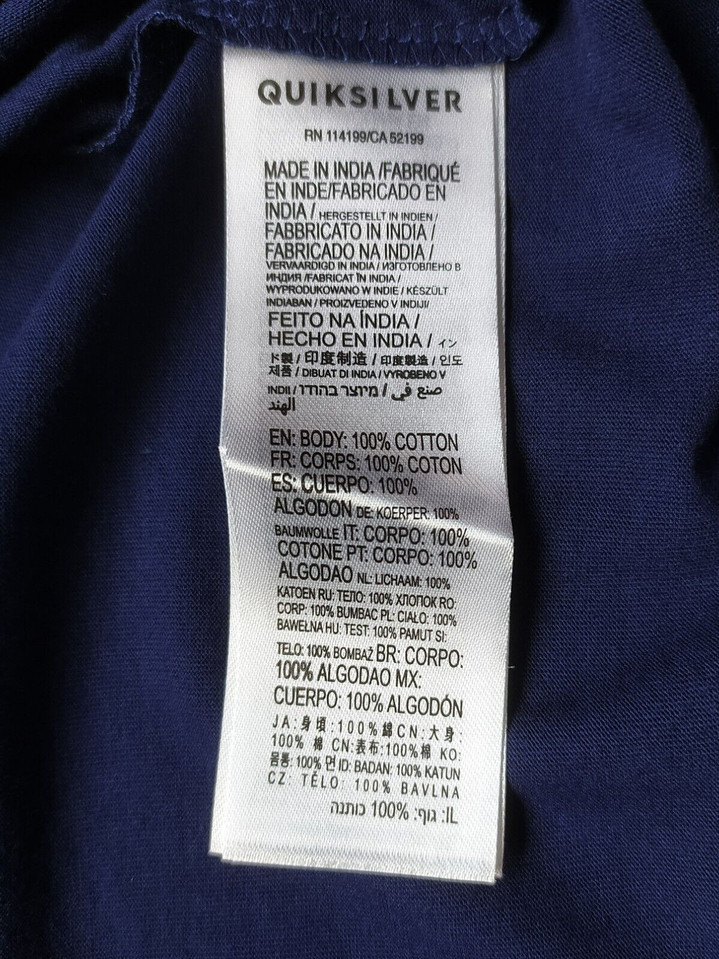 QUIKSILVER
RN 114199/CA 52199
MADE IN INDIA /FABRIQUÉ
EN INDE/FABRICADO EN
INDIA / HERGESTELLT IN INDIEN /
FABBRICATO IN INDIA /
FABRICADO NA INDIA /
VERVAARDIGD IN INDIA / ИЗГОТОВЛЕНО В
ИНДИЯ /FABRICAT ÎN INDIA /
WYPRODUKOWANO W INDIE / KÉSZÜLT
INDIABAN / PROIZVEDENO V INDIJI/
FEITO NA ÍNDIA /
HECHO EN INDIA / イン
ド製 / 印度制造 / 印度製造 / 인도
제품 / DIBUAT DI INDIA / VYROBENO V
INDII / מיוצר בהודו / صنع في
الهند
EN: BODY: 100% COTTON
FR: CORPS: 100% COTON
ES: CUERPO: 100%
ALGODON DE: KOERPER: 100%
BAUMWOLLE IT: CORPO: 100%
COTONE PT: CORPO: 100%
ALGODAO NL: LICHAAM: 100%
KATOEN RU: ТЕЛО: 100% ХЛОПОК RO:
CORP: 100% BUMBAC PL: CIAŁO: 100%
BAWEŁNA HU: TEST: 100% PAMUT SI:
TELO: 100% BOMBAŽ BR: CORPO:
100% ALGODAO MX:
CUERPO: 100% ALGODÓN
JA: 身頃: 100% 綿 CN: 大身:
100% 棉 CN: 表布: 100% 棉 KO:
몸통: 100% 면 ID: BADAN: 100% KATUN
CZ: TĚLO: 100% BAVLNA
IL: גוף: 100% כותנה